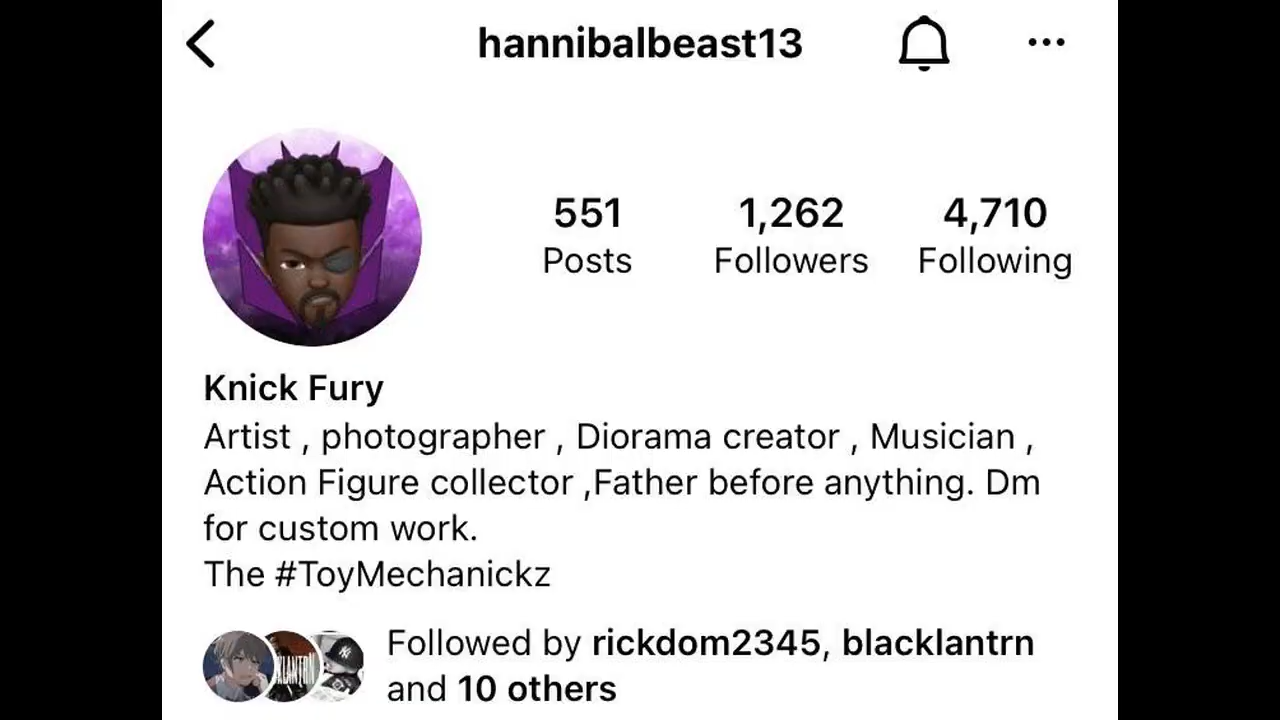 hannibalbeast13
551 1,262 4,710
Posts Followers Following
Knick Fury
Artist , photographer , Diorama creator , Musician ,
Action Figure collector ,Father before anything. Dm
for custom work.
The #ToyMechanickz
Followed by rickdom2345, blacklantrn
and 10 others